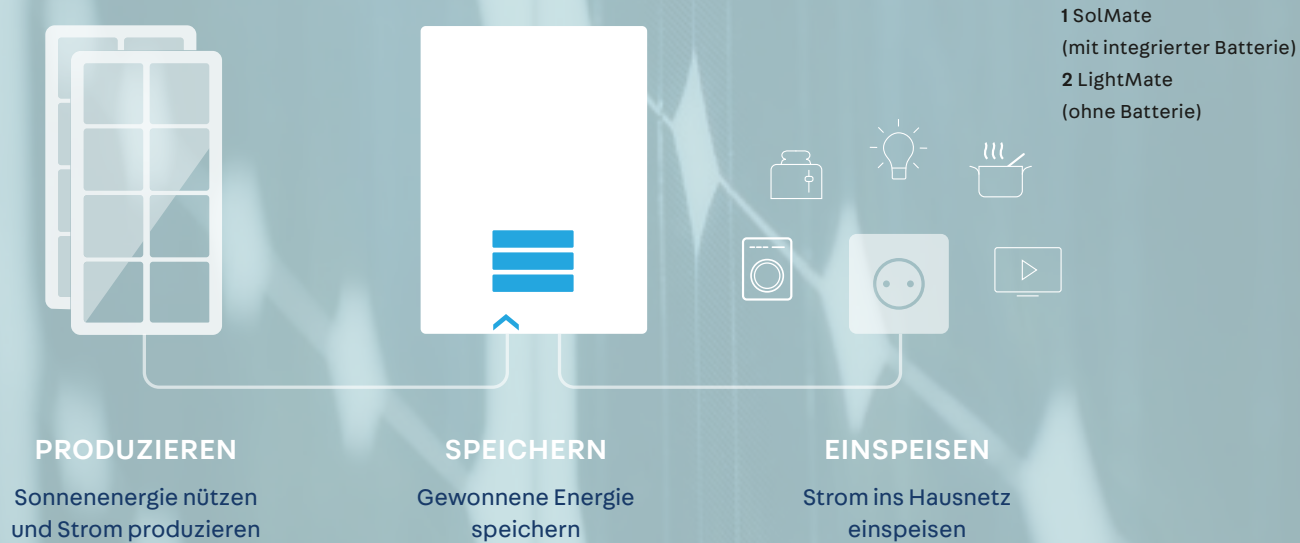 1 SolMate
(mit integrierter Batterie)
2 LightMate
(ohne Batterie)
PRODUZIEREN
Sonnenenergie nützen
und Strom produzieren
SPEICHERN
Gewonnene Energie
speichern
EINSPEISEN
Strom ins Hausnetz
einspeisen